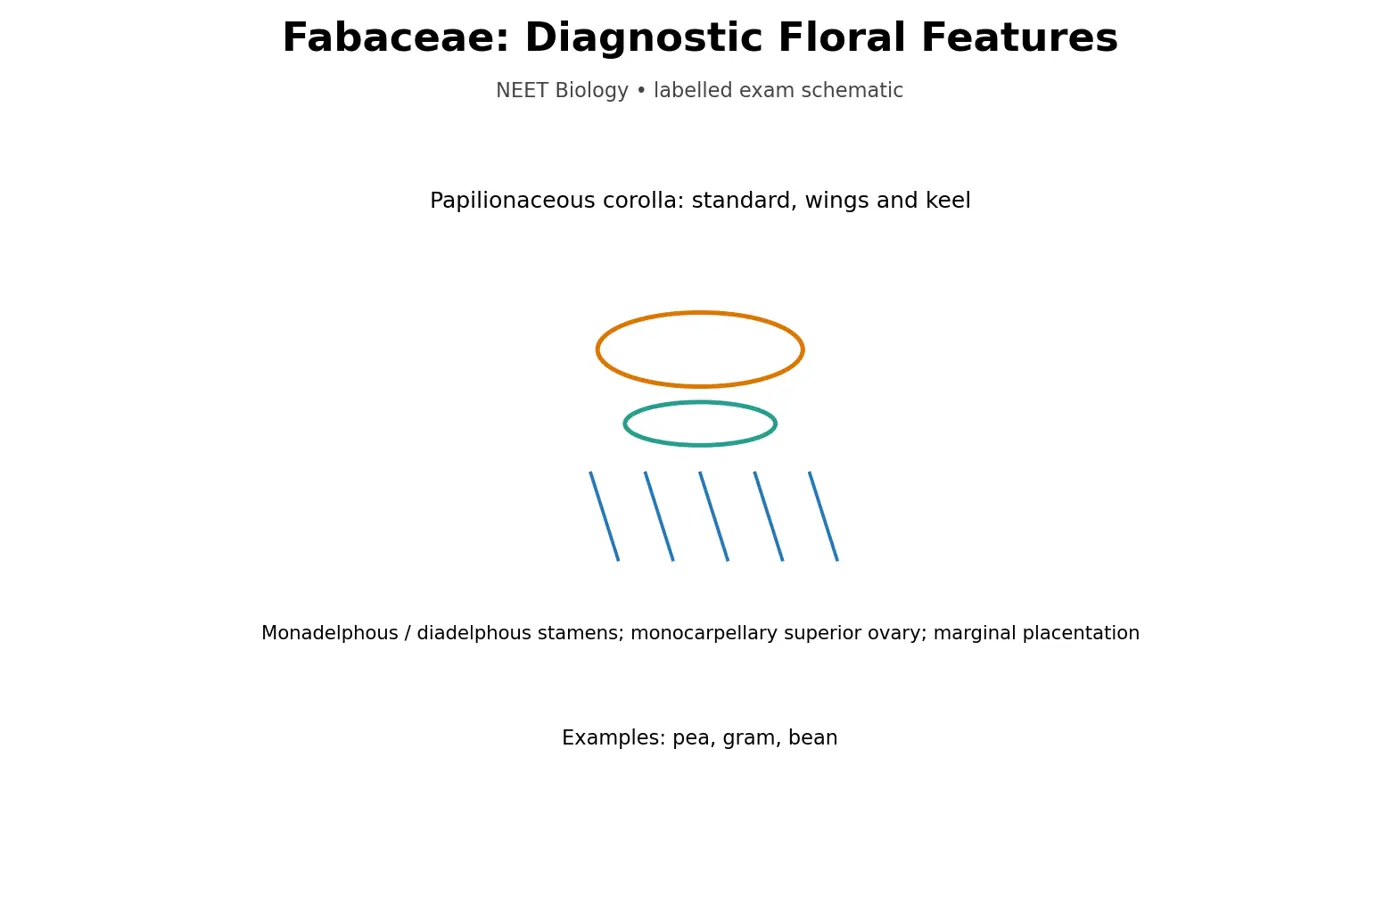 Fabaceae: Diagnostic Floral Features
NEET Biology • labelled exam schematic
Papilionaceous corolla: standard, wings and keel
Monadelphous / diadelphous stamens; monocarpellary superior ovary; marginal placentation
Examples: pea, gram, bean